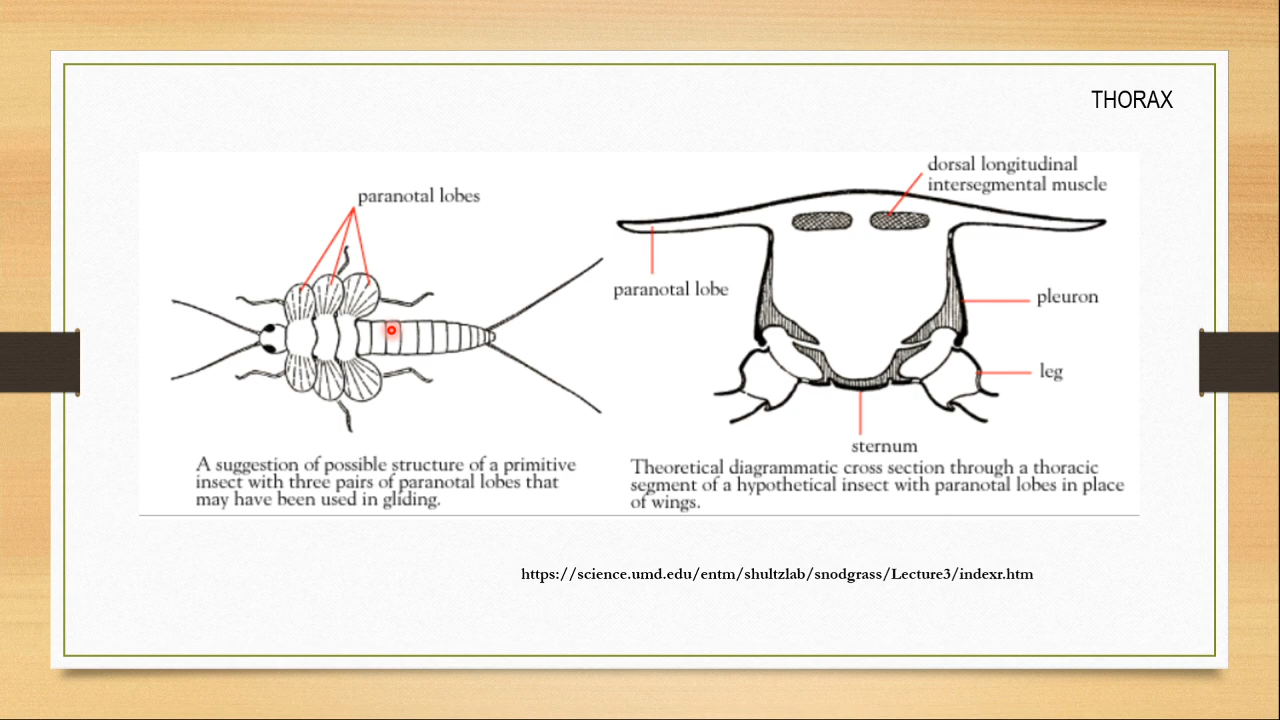 THORAX
paranotal lobes
dorsal longitudinal
intersegmental muscle
paranotal lobe
pleuron
leg
sternum
A suggestion of possible structure of a primitive
insect with three pairs of paranotal lobes that
may have been used in gliding.
Theoretical diagrammatic cross section through a thoracic
segment of a hypothetical insect with paranotal lobes in place
of wings.
https://science.umd.edu/entm/shultzlab/snodgrass/Lecture3/indexr.htm